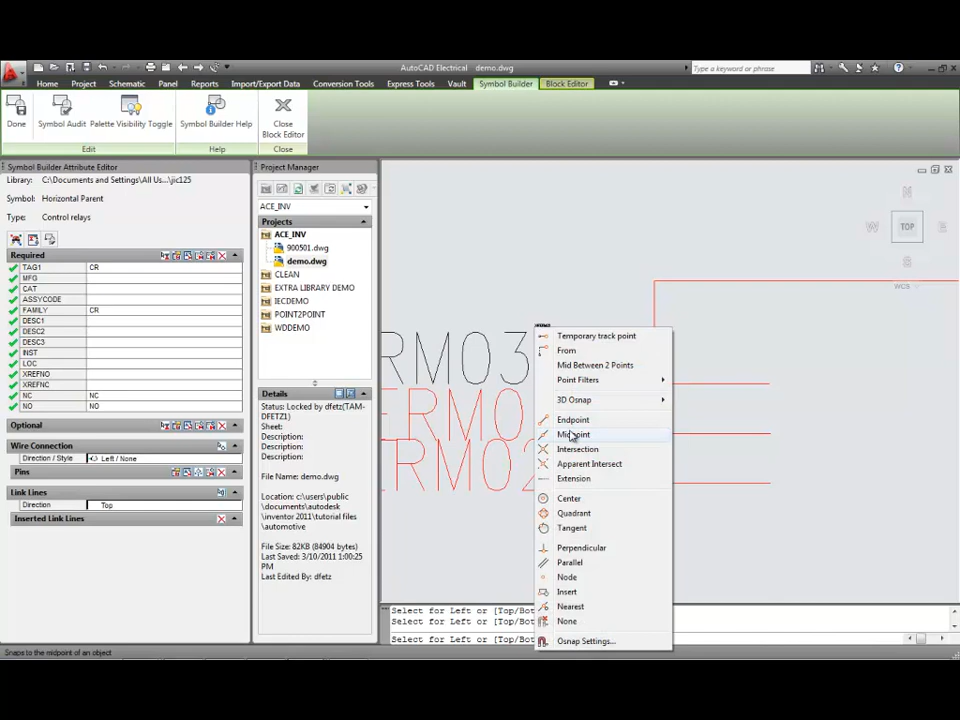 AutoCAD Electrical demo.dwg
Type a keyword or phrase
Home Project Schematic Panel Reports Import/Export Data Conversion Tools Express Tools Vault Symbol Builder Block Editor
Done Symbol Audit Palette Visibility Toggle Symbol Builder Help Close
Block Editor
Edit Help Close
Symbol Builder Attribute Editor
Library: C:\Documents and Settings\All Us...\jic125
Symbol: Horizontal Parent
Type: Control relays
Required
TAG1 CR
MFG
CAT
ASSYCODE
FAMILY CR
DESC1
DESC2
DESC3
INST
LOC
XREFNO
XREFNC
NC NC
NO NO
Optional
Wire Connection
Direction / Style Left / None
Pins
Link Lines
Direction Top
Inserted Link Lines
Project Manager
ACE_INV
Projects
ACE_INV
900501.dwg
demo.dwg
CLEAN
EXTRA LIBRARY DEMO
IECDEMO
POINT2POINT
WDDEMO
Details
Status: Locked by dfetz(TAM-
DFETZ1)
Sheet:
Description:
Description:
Description:
File Name: demo.dwg
Location: c:\users\public
\documents\autodesk
\inventor 2011\tutorial files
\automotive
File Size: 82KB (84904 bytes)
Last Saved: 3/10/2011 1:00:25
PM
Last Edited By: dfetz
N
W TOP E
S
WCS
RM03
ERM0
ERM02
Temporary track point
From
Mid Between 2 Points
Point Filters
3D Osnap
Endpoint
Midpoint
Intersection
Apparent Intersect
Extension
Center
Quadrant
Tangent
Perpendicular
Parallel
Node
Insert
Nearest
None
Osnap Settings...
Select for Left or [Top/Bot
Select for Left or [Top/Bot
Select for Left or [Top/Bot
Snaps to the midpoint of an object